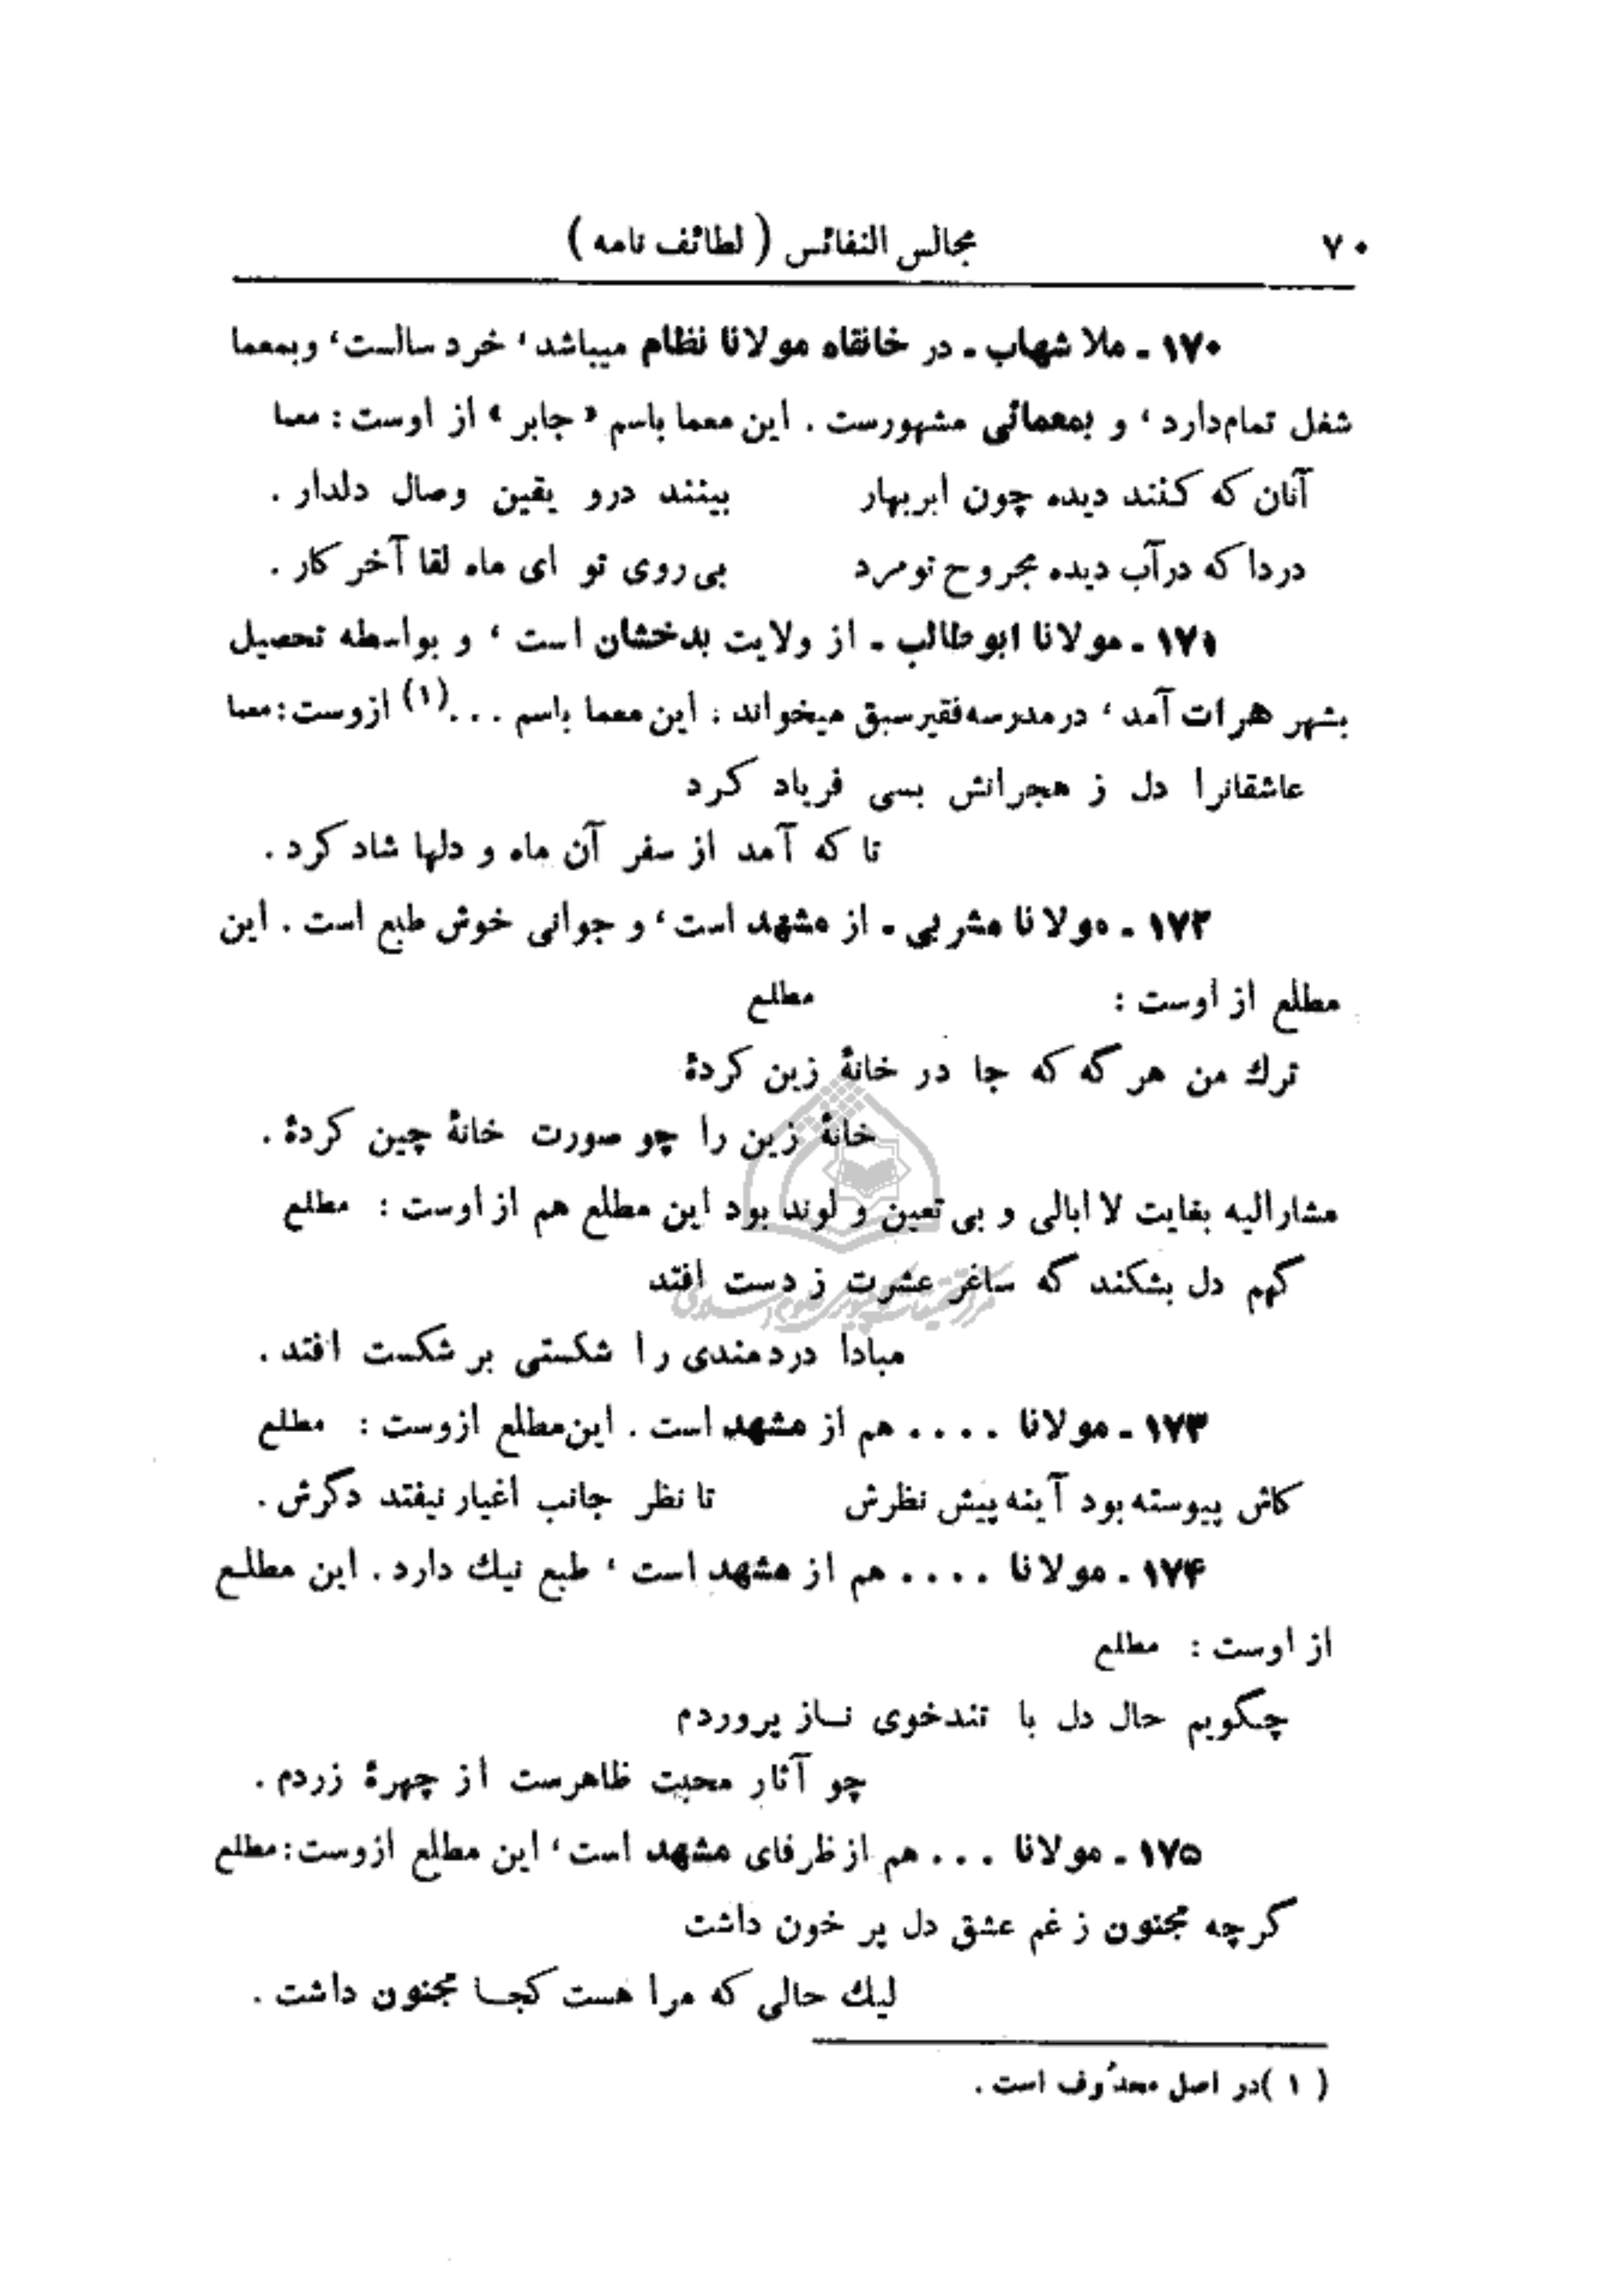 ۷۰ مجالس النفائس ( لطائف نامه )
۱۷۰ ـ ملا شهاب ـ در خانقاه مولانا نظام میباشد ، خرد سالست ، وبمعما
شغل تمام‌دارد ، و بمعمائی مشهورست . این معما باسم « جابر » از اوست : معما
آنان که کنند دیده چون ابربهار بینند درو یقین وصال دلدار .
دردا که درآب دیده مجروح تومرد بی روی تو ای ماه لقا آخر کار .
۱۷۱ ـ مولانا ابوطالب ـ از ولایت بدخشان است ، و بواسطه تحصیل
بشهر هرات آمد ، درمدرسه فقیر سبق میخواند : این معما باسم ...(۱) ازوست : معما
عاشقانرا دل ز هجرانش بسی فریاد کرد
تا که آمد از سفر آن ماه و دلها شاد کرد .
۱۷۲ ـ مولانا مشربی ـ از مشهد است ، و جوانی خوش طبع است . این
مطلع از اوست : مطلع
ترك من هر گه که جا در خانهٔ زین کردهٔ
خانهٔ زین را چو صورت خانهٔ چین کردهٔ .
مشارالیه بغایت لا ابالی و بی تعین و لوند بود این مطلع هم از اوست : مطلع
گهم دل بشکند گه ساغر عشرت ز دست افتد
مبادا دردمندی را شکستی بر شکست افتد .
۱۷۳ ـ مولانا .... هم از مشهد است . این‌مطلع ازوست : مطلع
کاش پیوسته بود آینه پیش نظرش تا نظر جانب اغیار نیفتد دگرش .
۱۷۴ ـ مولانا .... هم از مشهد است ، طبع نیك دارد . این مطلع
از اوست : مطلع
چگویم حال دل با تندخوی نـاز پروردم
چو آثار محبت ظاهرست از چهرهٔ زردم .
۱۷۵ ـ مولانا ... هم از ظرفای مشهد است ، این مطلع ازوست : مطلع
گرچه مجنون ز غم عشق دل پر خون داشت
لیك حالی که مرا هست کجـا مجنون داشت .
( ۱ )در اصل محذوف است .